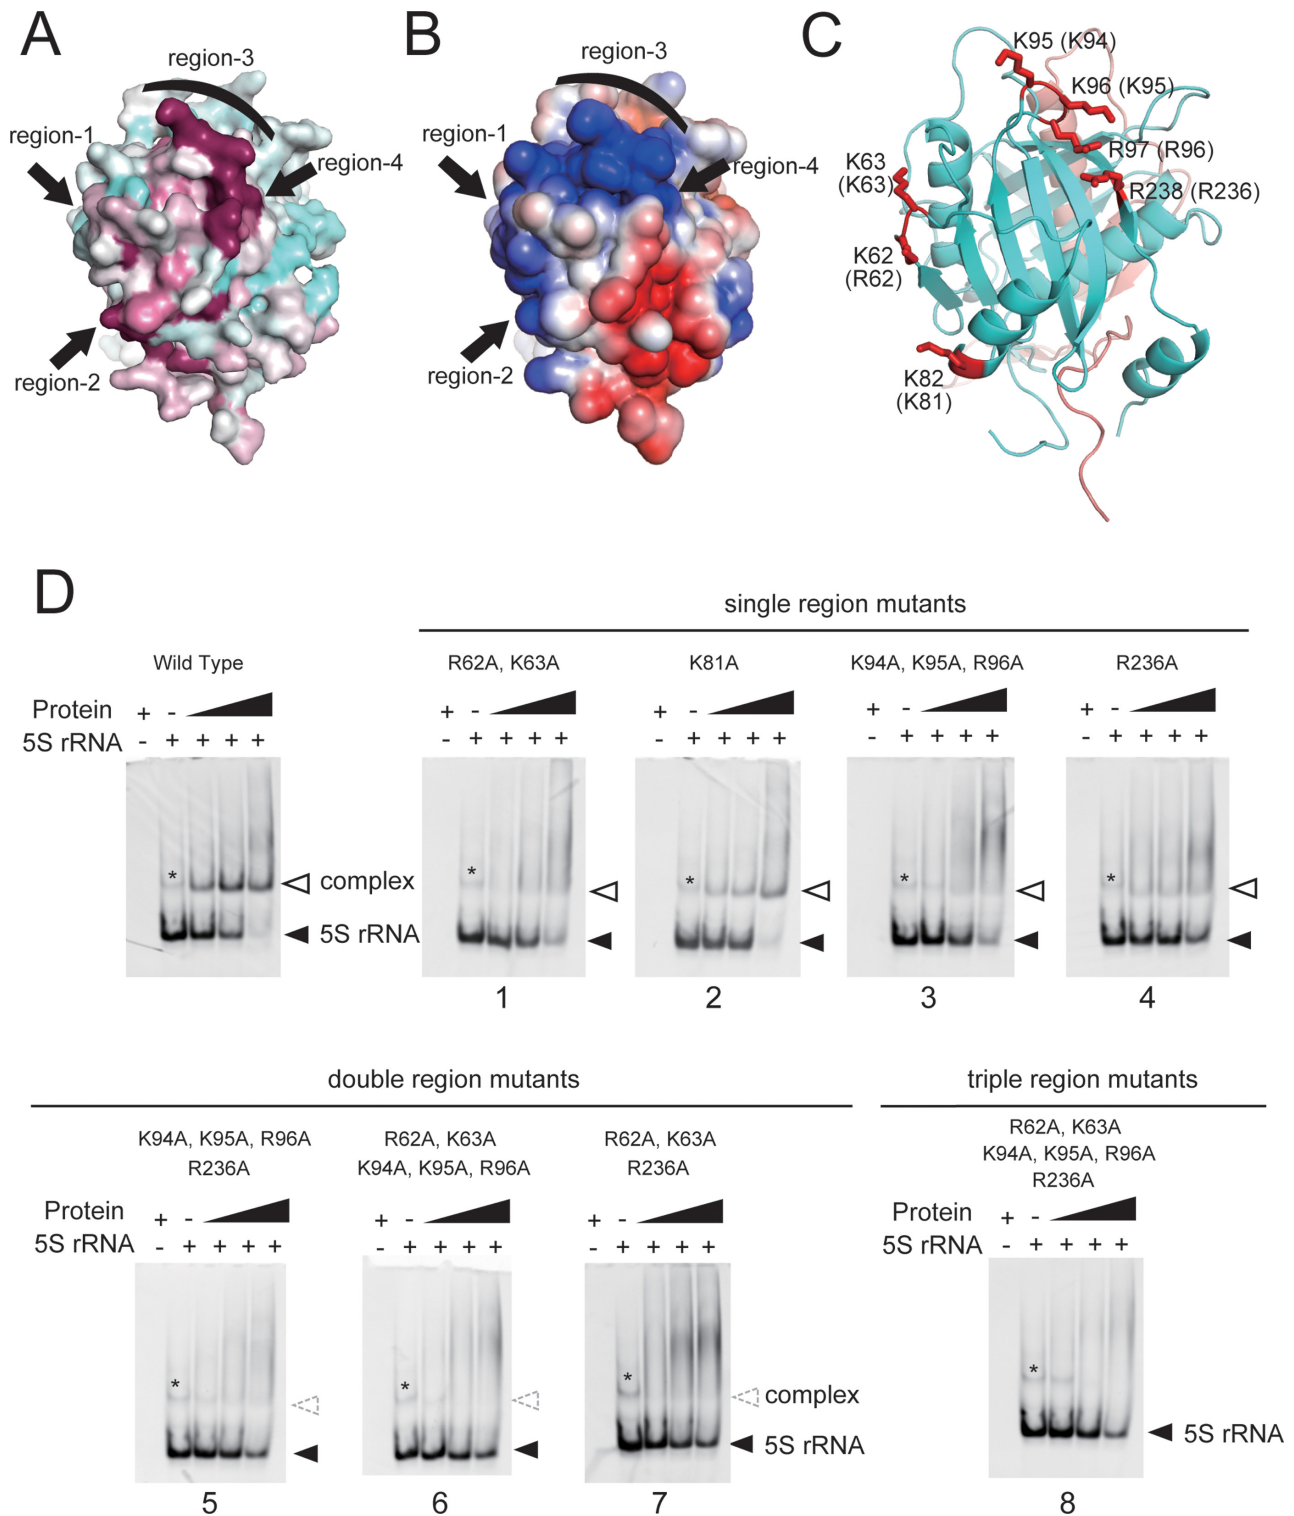 A
B
C
region-3
region-1
region-4
region-2
region-3
region-1
region-4
region-2
K95 (K94)
K96 (K95)
R97 (R96)
R238 (R236)
K63
(K63)
K62
(R62)
K82
(K81)
D
single region mutants
Wild Type
R62A, K63A
K81A
K94A, K95A, R96A
R236A
Protein + - + - + - + - + -
5S rRNA - + + + + - + + + + - + + + + - + + + + - + + + +
* * * * *
complex
5S rRNA
1 2 3 4
double region mutants
triple region mutants
K94A, K95A, R96A
R236A
R62A, K63A
K94A, K95A, R96A
R62A, K63A
R236A
R62A, K63A
K94A, K95A, R96A
R236A
Protein + - + - + - Protein + -
5S rRNA - + + + + - + + + + - + + + + 5S rRNA - + + + +
* * * *
complex
5S rRNA
5S rRNA
5 6 7 8